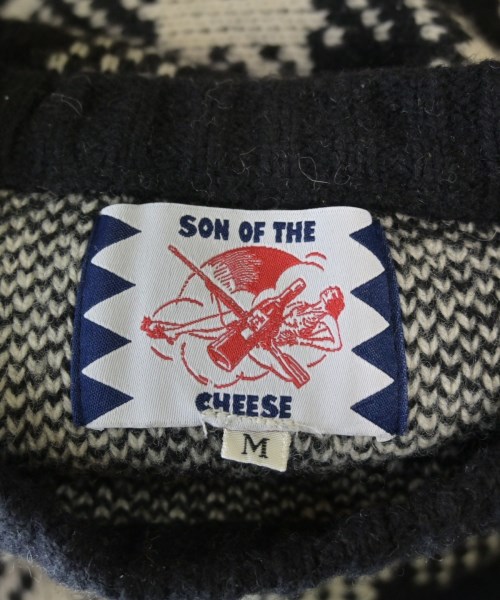 SON OF THE
CHEESE
M